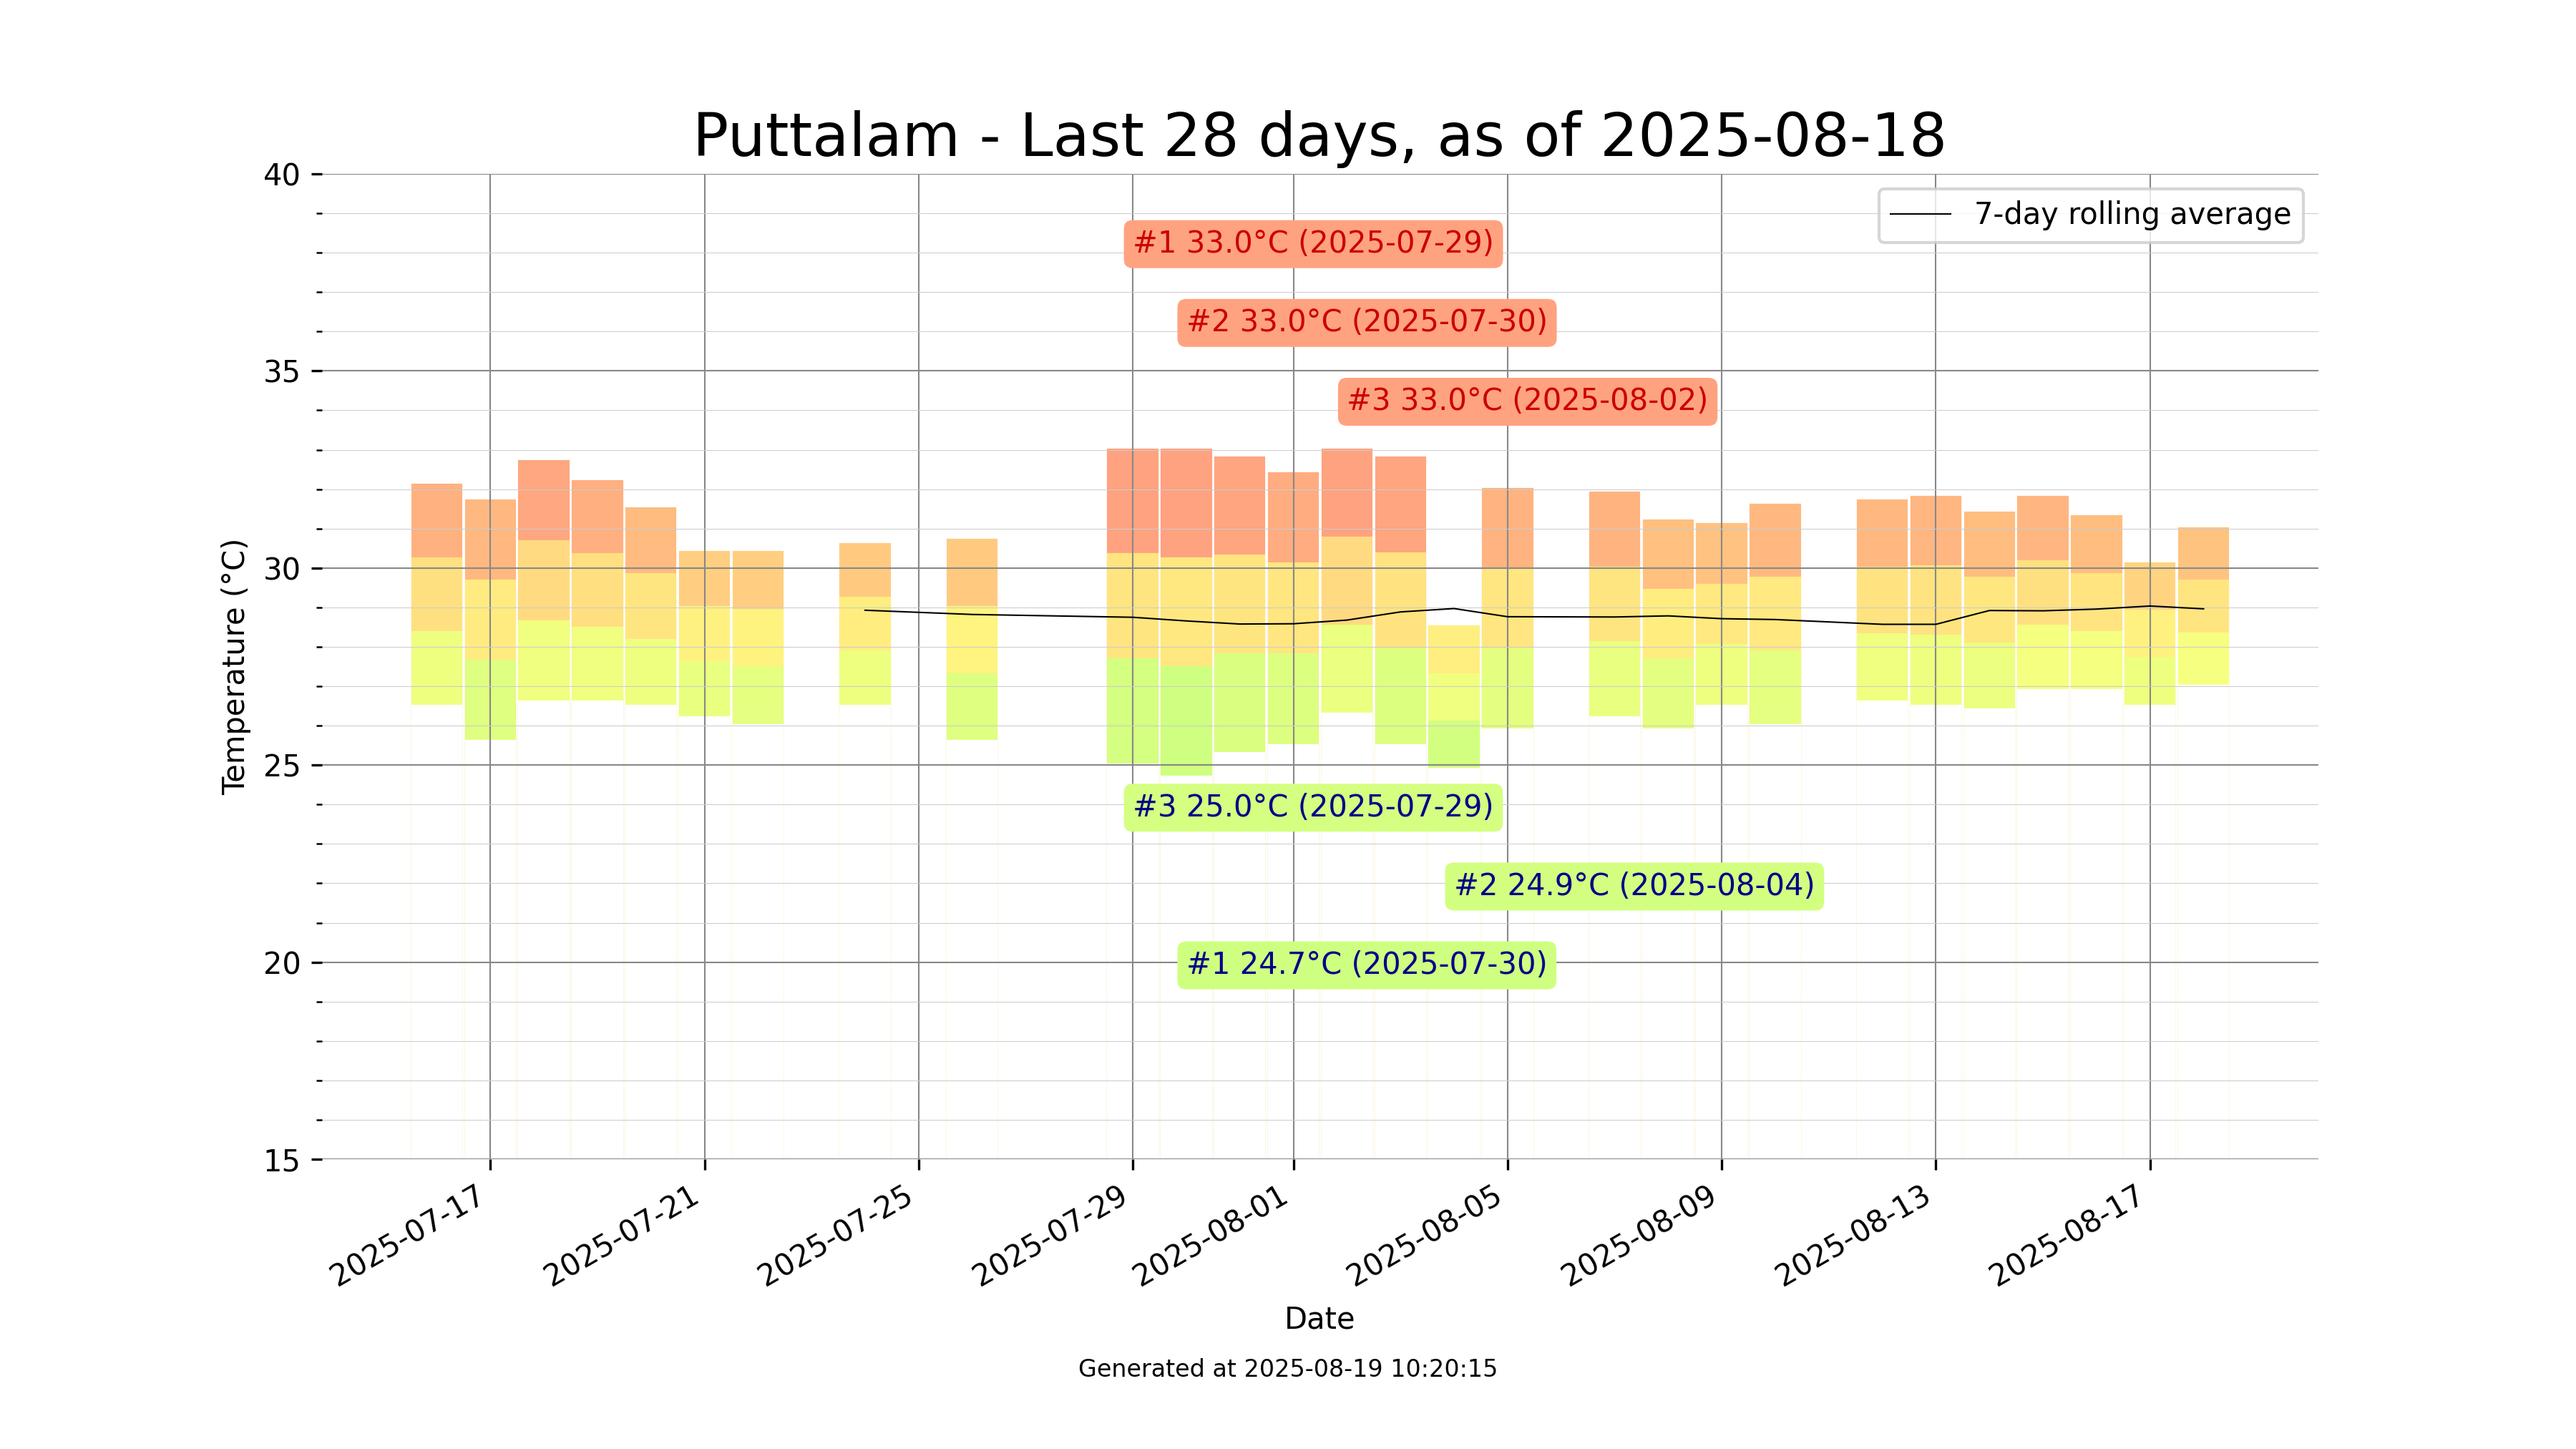 Puttalam - Last 28 days, as of 2025-08-18
7-day rolling average
#1 33.0°C (2025-07-29)
#2 33.0°C (2025-07-30)
#3 33.0°C (2025-08-02)
#3 25.0°C (2025-07-29)
#2 24.9°C (2025-08-04)
#1 24.7°C (2025-07-30)
Temperature (°C)
40
35
30
25
20
15
2025-07-17
2025-07-21
2025-07-25
2025-07-29
2025-08-01
2025-08-05
2025-08-09
2025-08-13
2025-08-17
Date
Generated at 2025-08-19 10:20:15